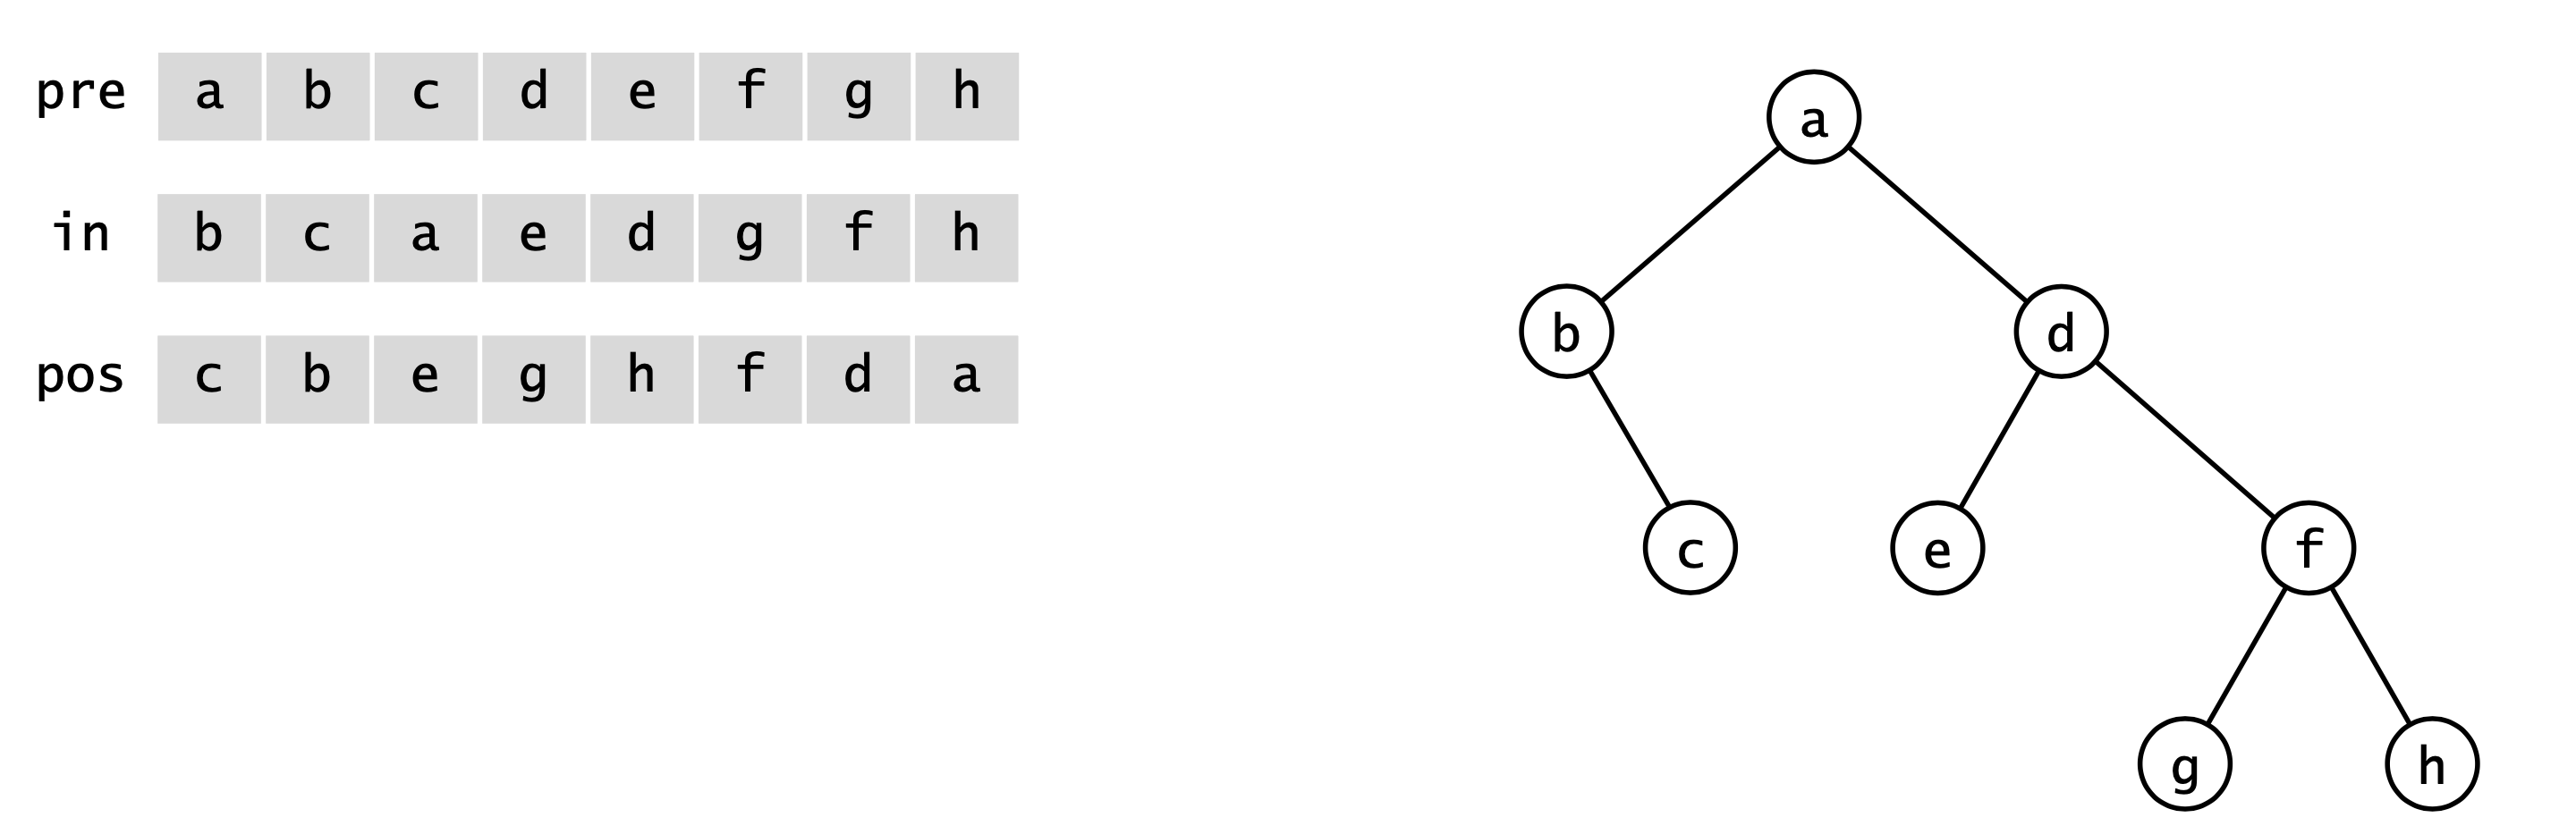 pre a b c d e f g h
in b c a e d g f h
pos c b e g h f d a
a
b d
c e f
g h